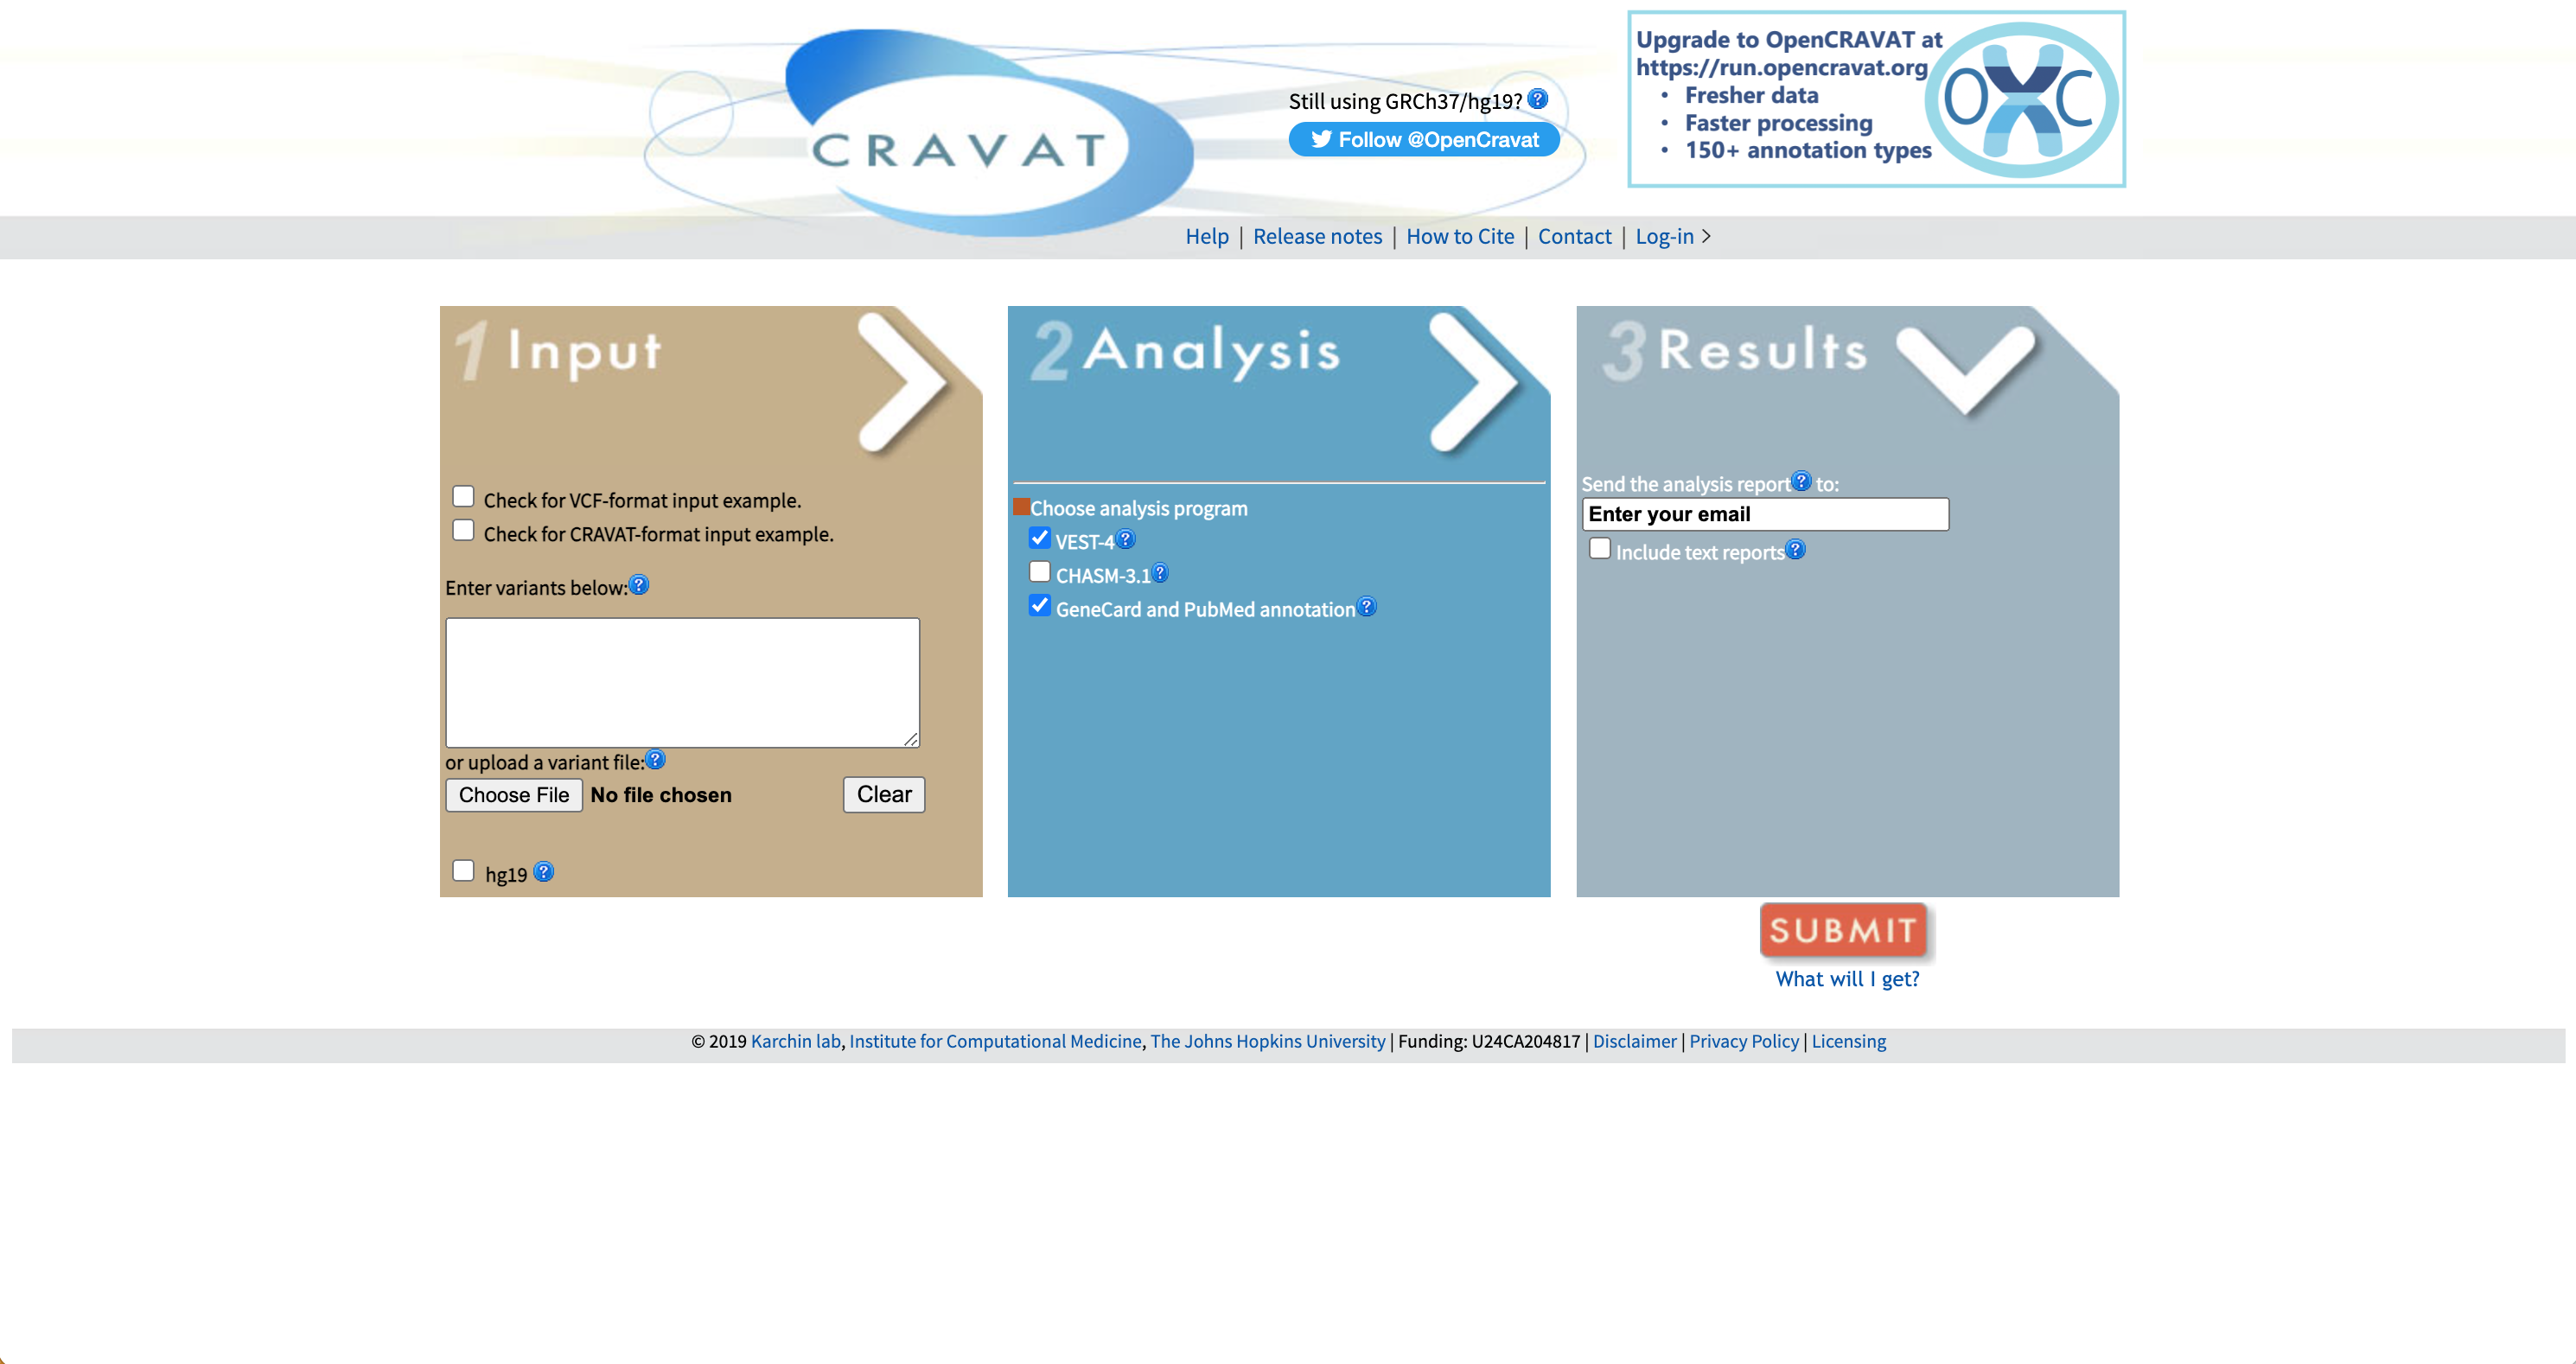 CRAVAT
Still using GRCh37/hg19? ?
Follow @OpenCravat
Upgrade to OpenCRAVAT at
https://run.opencravat.org
• Fresher data
• Faster processing
• 150+ annotation types
OXC
Help | Release notes | How to Cite | Contact | Log-in >
1 Input
Check for VCF-format input example.
Check for CRAVAT-format input example.
Enter variants below: ?
or upload a variant file: ?
Choose File No file chosen
Clear
hg19 ?
2 Analysis
Choose analysis program
VEST-4 ?
CHASM-3.1 ?
GeneCard and PubMed annotation ?
3 Results
Send the analysis report ? to:
Enter your email
Include text reports ?
SUBMIT
What will I get?
© 2019 Karchin lab, Institute for Computational Medicine, The Johns Hopkins University | Funding: U24CA204817 | Disclaimer | Privacy Policy | Licensing